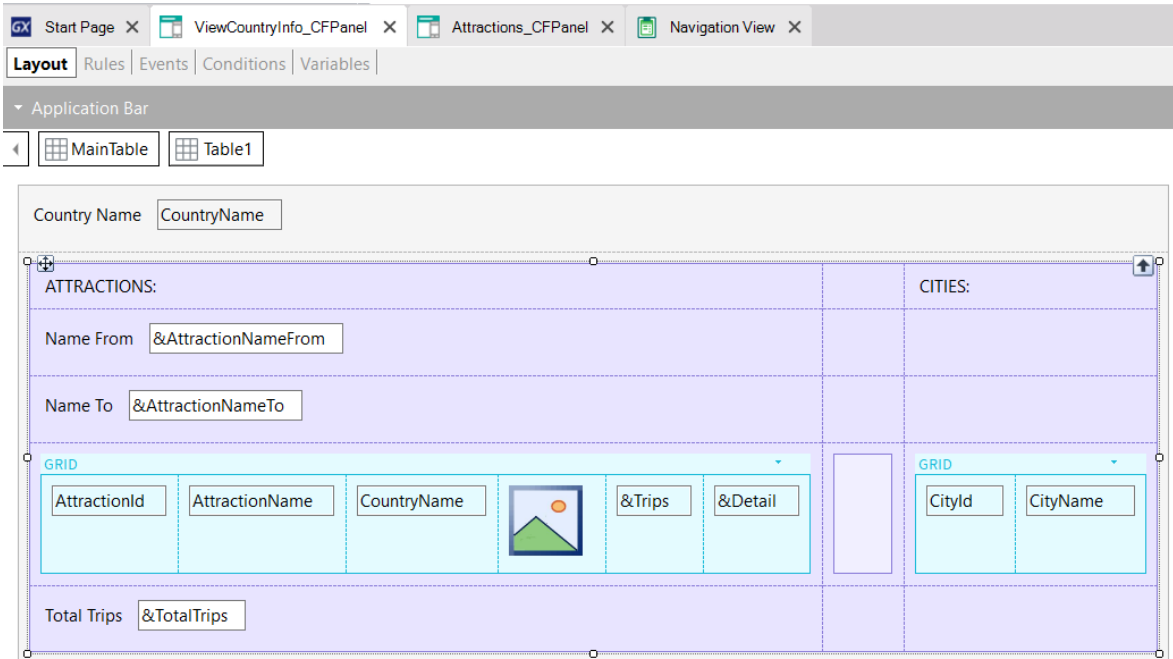 GX Start Page ViewCountryInfo_CFPanel Attractions_CFPanel Navigation View
Layout Rules Events Conditions Variables
Application Bar
MainTable Table1
Country Name CountryName
ATTRACTIONS: CITIES:
Name From &AttractionNameFrom
Name To &AttractionNameTo
GRID GRID
AttractionId AttractionName CountryName &Trips &Detail CityId CityName
Total Trips &TotalTrips